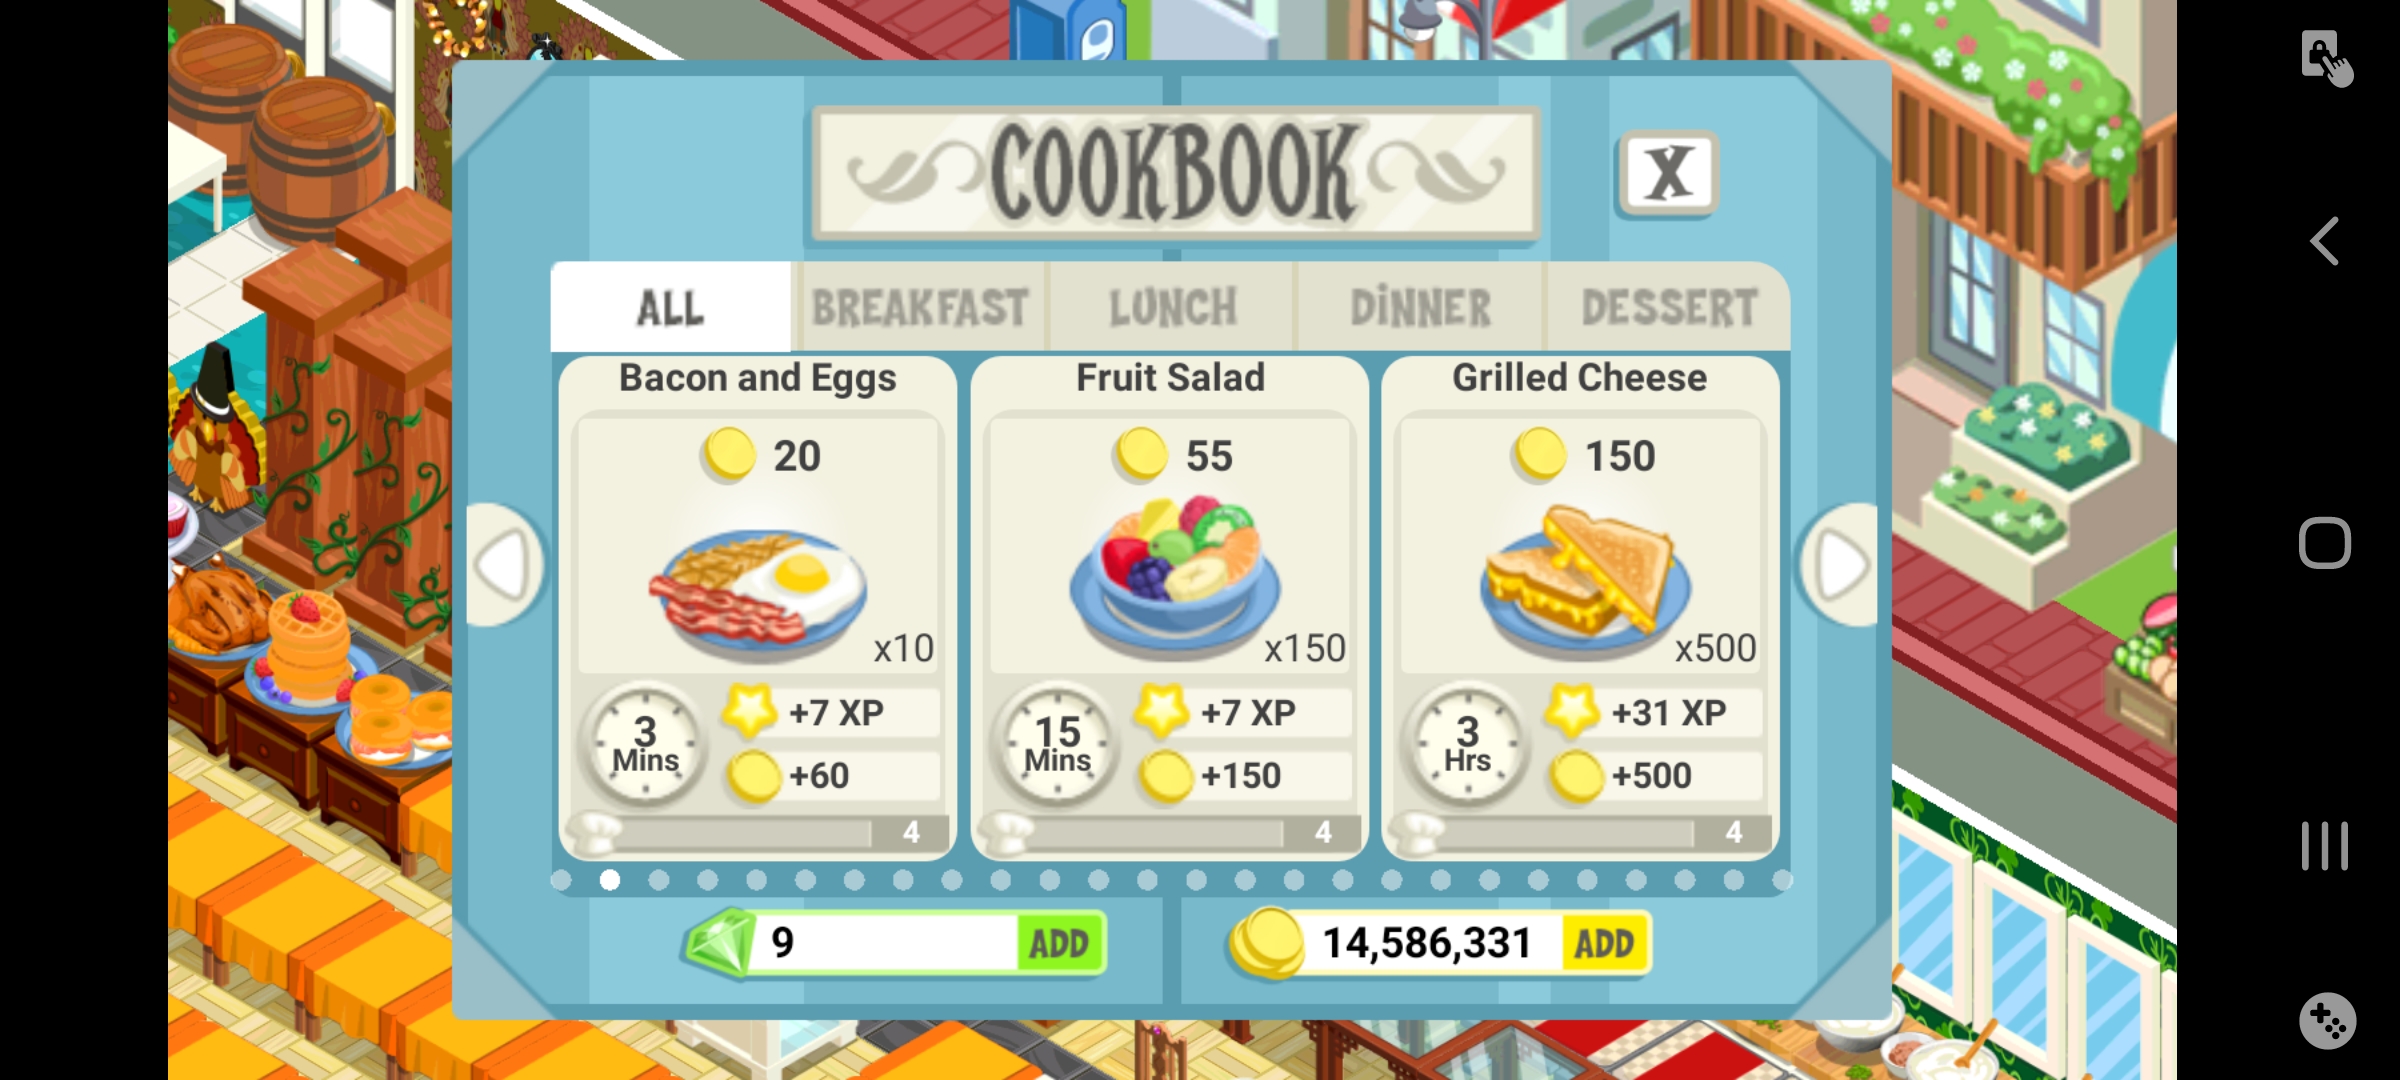 COOKBOOK
X
ALL BREAKFAST LUNCH DINNER DESSERT
Bacon and Eggs
20
x10
3
Mins
+7 XP
+60
4
Fruit Salad
55
x150
15
Mins
+7 XP
+150
4
Grilled Cheese
150
x500
3
Hrs
+31 XP
+500
4
9 ADD
14,586,331 ADD